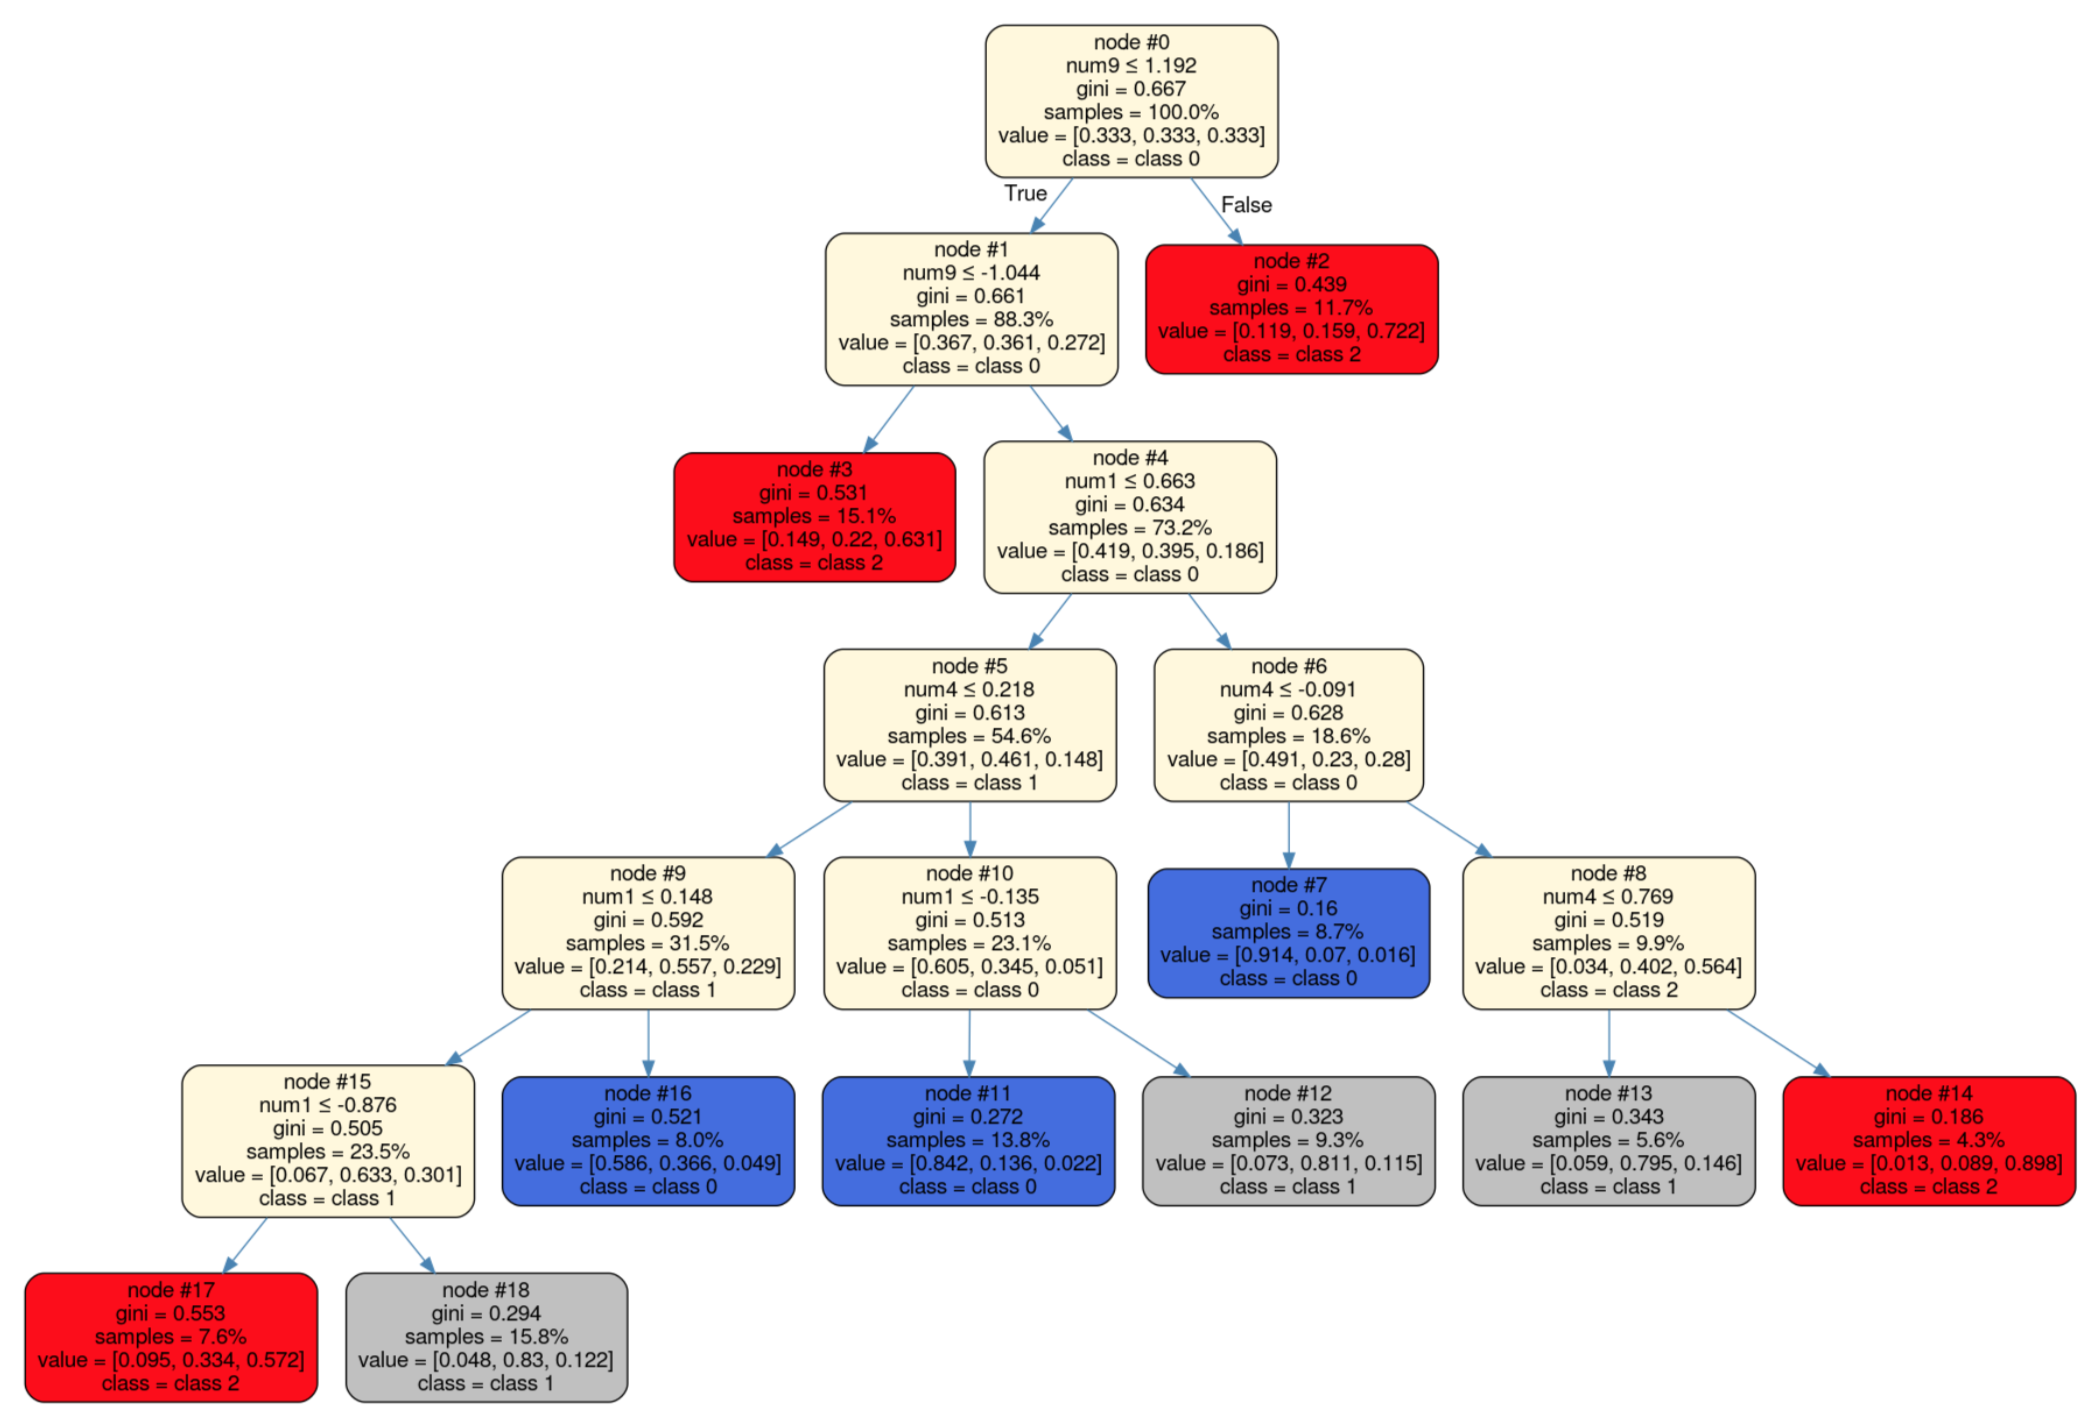 node #0
num9 ≤ 1.192
gini = 0.667
samples = 100.0%
value = [0.333, 0.333, 0.333]
class = class 0
True
False
node #1
num9 ≤ -1.044
gini = 0.661
samples = 88.3%
value = [0.367, 0.361, 0.272]
class = class 0
node #2
gini = 0.439
samples = 11.7%
value = [0.119, 0.159, 0.722]
class = class 2
node #3
gini = 0.531
samples = 15.1%
value = [0.149, 0.22, 0.631]
class = class 2
node #4
num1 ≤ 0.663
gini = 0.634
samples = 73.2%
value = [0.419, 0.395, 0.186]
class = class 0
node #5
num4 ≤ 0.218
gini = 0.613
samples = 54.6%
value = [0.391, 0.461, 0.148]
class = class 1
node #6
num4 ≤ -0.091
gini = 0.628
samples = 18.6%
value = [0.491, 0.23, 0.28]
class = class 0
node #9
num1 ≤ 0.148
gini = 0.592
samples = 31.5%
value = [0.214, 0.557, 0.229]
class = class 1
node #10
num1 ≤ -0.135
gini = 0.513
samples = 23.1%
value = [0.605, 0.345, 0.051]
class = class 0
node #7
gini = 0.16
samples = 8.7%
value = [0.914, 0.07, 0.016]
class = class 0
node #8
num4 ≤ 0.769
gini = 0.519
samples = 9.9%
value = [0.034, 0.402, 0.564]
class = class 2
node #15
num1 ≤ -0.876
gini = 0.505
samples = 23.5%
value = [0.067, 0.633, 0.301]
class = class 1
node #16
gini = 0.521
samples = 8.0%
value = [0.586, 0.366, 0.049]
class = class 0
node #11
gini = 0.272
samples = 13.8%
value = [0.842, 0.136, 0.022]
class = class 0
node #12
gini = 0.323
samples = 9.3%
value = [0.073, 0.811, 0.115]
class = class 1
node #13
gini = 0.343
samples = 5.6%
value = [0.059, 0.795, 0.146]
class = class 1
node #14
gini = 0.186
samples = 4.3%
value = [0.013, 0.089, 0.898]
class = class 2
node #17
gini = 0.553
samples = 7.6%
value = [0.095, 0.334, 0.572]
class = class 2
node #18
gini = 0.294
samples = 15.8%
value = [0.048, 0.83, 0.122]
class = class 1